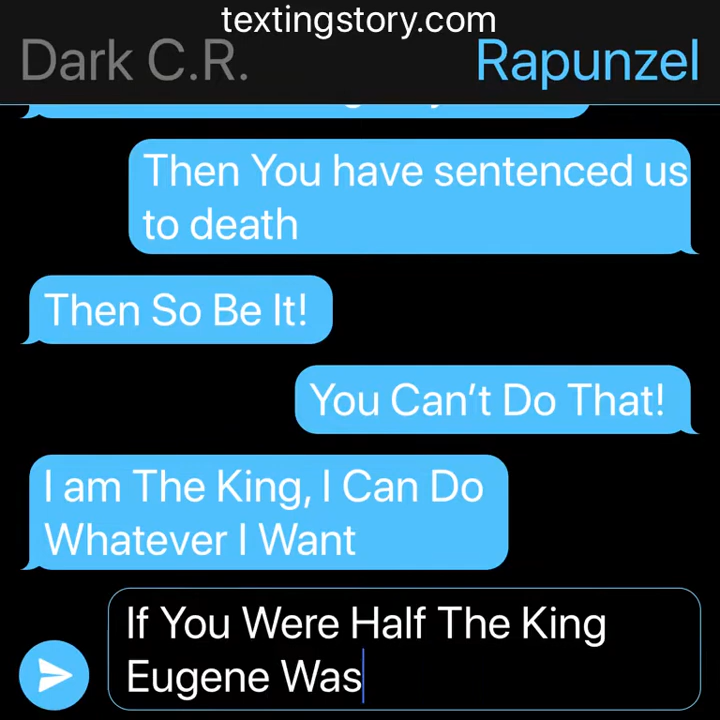 textingstory.com
Dark C.R.
Rapunzel
Then You have sentenced us
to death
Then So Be It!
You Can't Do That!
I am The King, I Can Do
Whatever I Want
If You Were Half The King
Eugene Was